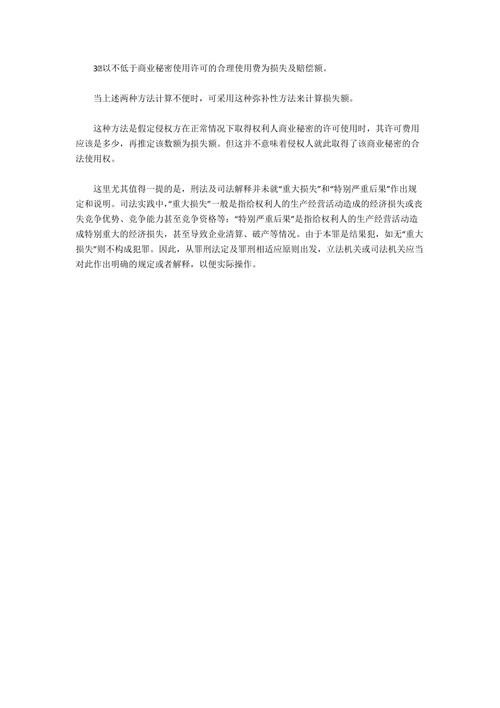 3⍰以不低于商业秘密使用许可的合理使用费为损失及赔偿额。
当上述两种方法计算不便时，可采用这种弥补性方法来计算损失额。
这种方法是假定侵权方在正常情况下取得权利人商业秘密的许可使用时，其许可费用
应该是多少，再推定该数额为损失额。但这并不意味着侵权人就此取得了该商业秘密的合
法使用权。
这里尤其值得一提的是，刑法及司法解释并未就“重大损失”和“特别严重后果”作出规
定和说明。司法实践中，“重大损失”一般是指给权利人的生产经营活动造成的经济损失或丧
失竞争优势、竞争能力甚至竞争资格等；“特别严重后果”是指给权利人的生产经营活动造
成特别重大的经济损失，甚至导致企业清算、破产等情况。由于本罪是结果犯，如无“重大
损失”则不构成犯罪。因此，从罪刑法定及罪刑相适应原则出发，立法机关或司法机关应当
对此作出明确的规定或者解释，以便实际操作。